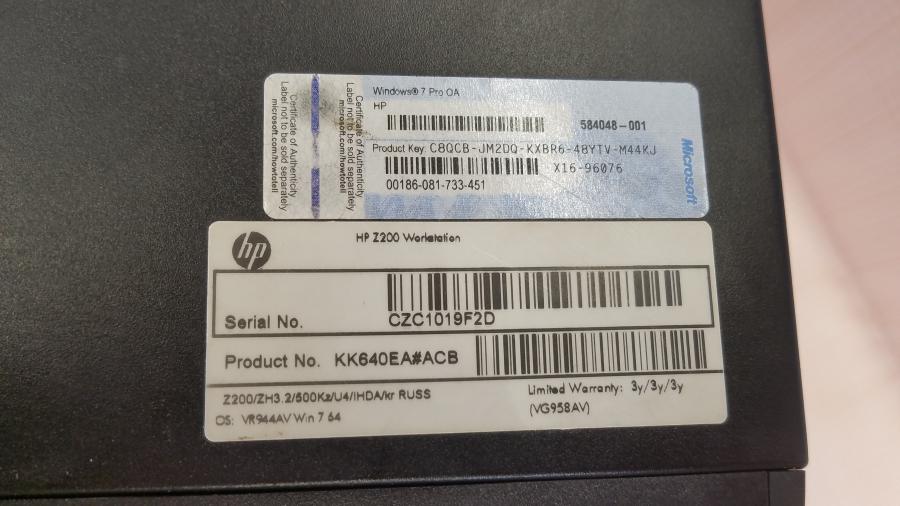 Certificate of Authenticity
Label not to be sold separately
microsoft.com/howtotell
Certificate of Authenticity
Label not to be sold separately
microsoft.com/howtotell
Windows® 7 Pro OA
HP
584048-001
Product Key: C8QCB-JM2DQ-KXBR6-48YTV-M44KJ
X16-96076
00186-081-733-451
Microsoft
hp
HP Z200 Workstation
Serial No. CZC1019F2D
Product No. KK640EA#ACB
Z200/ZH3.2/500Kz/U4/IHDA/kr RUSS
OS: VR944AV Win 7 64
Limited Warranty: 3y/3y/3y
(VG958AV)